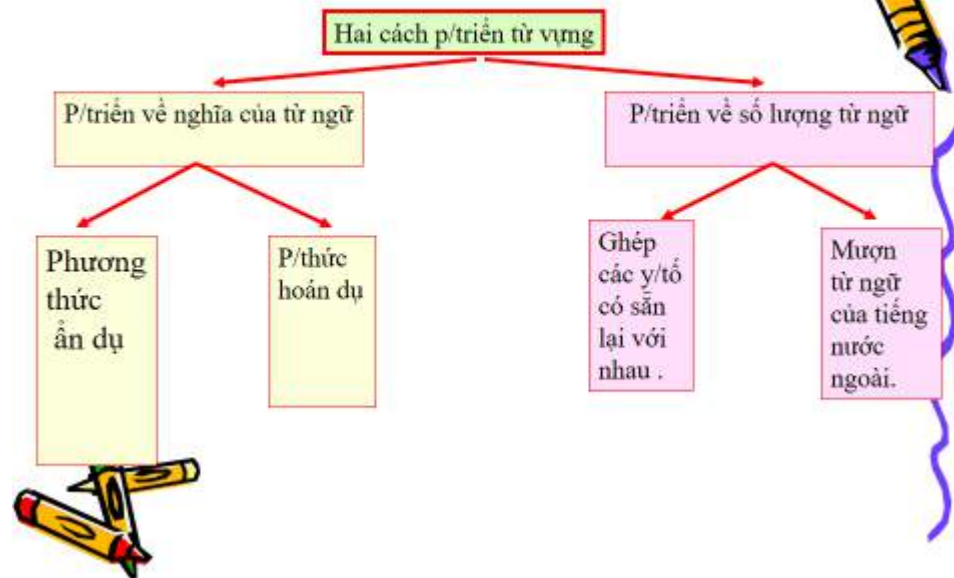 Hai cách p/triển từ vựng
P/triển về nghĩa của từ ngữ
P/triển về số lượng từ ngữ
Phương
thức
ẩn dụ
P/thức
hoán dụ
Ghép
các y/tố
có sẵn
lại với
nhau .
Mượn
từ ngữ
của tiếng
nước
ngoài.